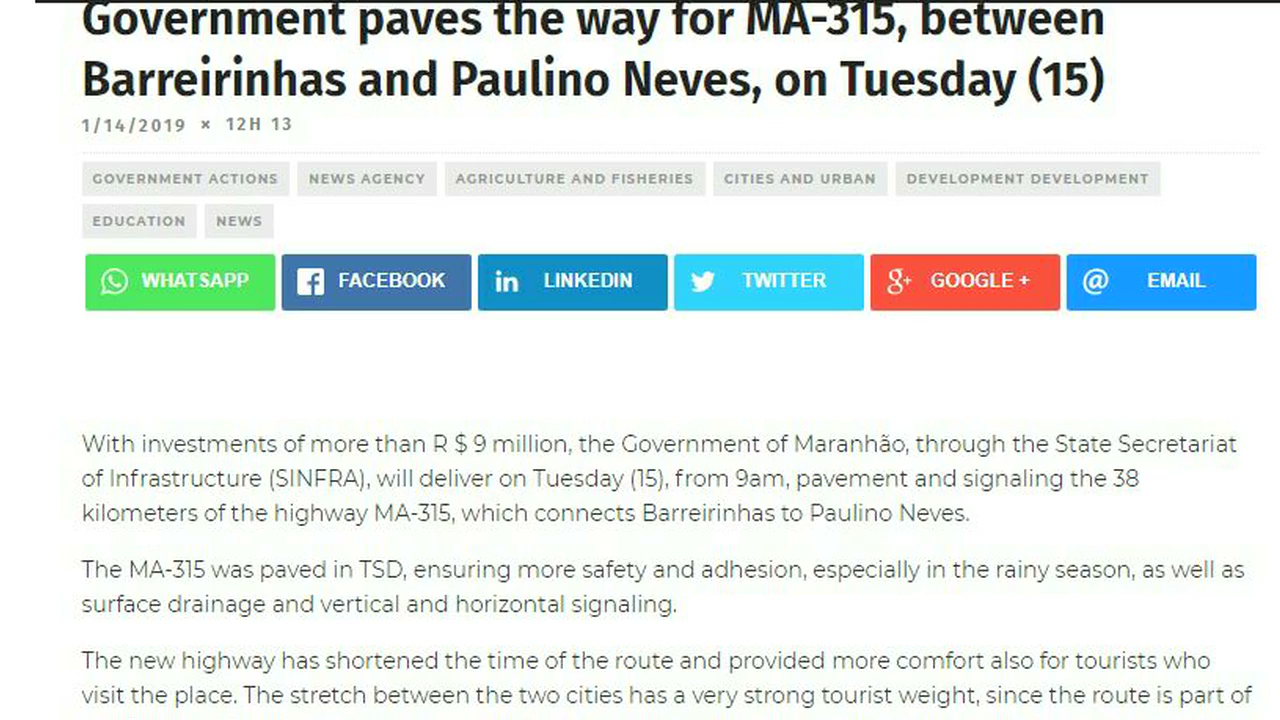 Government paves the way for MA-315, between
Barreirinhas and Paulino Neves, on Tuesday (15)
1/14/2019 × 12H 13
GOVERNMENT ACTIONS NEWS AGENCY AGRICULTURE AND FISHERIES CITIES AND URBAN DEVELOPMENT DEVELOPMENT
EDUCATION NEWS
WHATSAPP FACEBOOK LINKEDIN TWITTER GOOGLE + EMAIL
With investments of more than R $ 9 million, the Government of Maranhão, through the State Secretariat
of Infrastructure (SINFRA), will deliver on Tuesday (15), from 9am, pavement and signaling the 38
kilometers of the highway MA-315, which connects Barreirinhas to Paulino Neves.
The MA-315 was paved in TSD, ensuring more safety and adhesion, especially in the rainy season, as well as
surface drainage and vertical and horizontal signaling.
The new highway has shortened the time of the route and provided more comfort also for tourists who
visit the place. The stretch between the two cities has a very strong tourist weight, since the route is part of